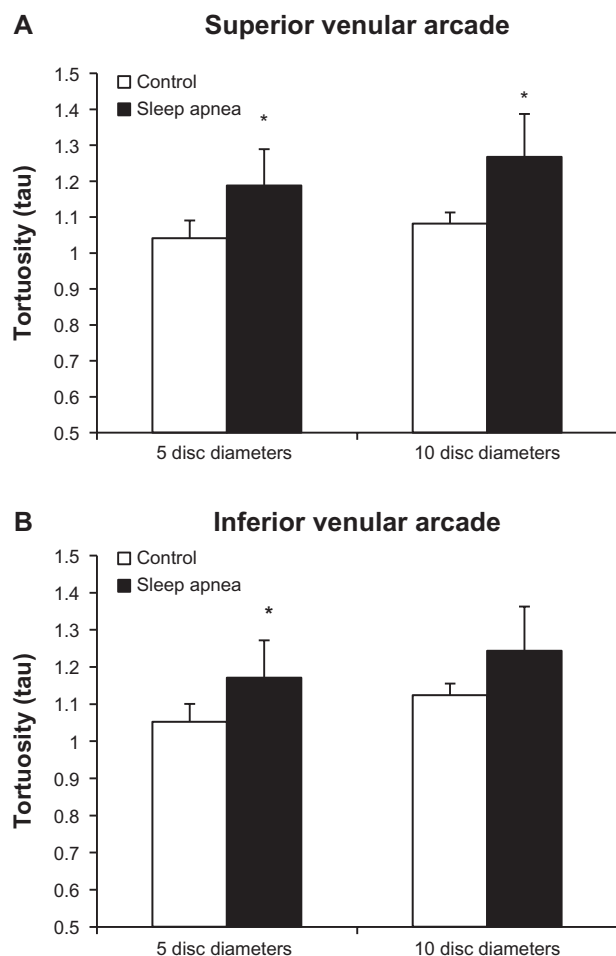 A
Superior venular arcade
Tortuosity (tau)
1.5
1.4
1.3
1.2
1.1
1
0.9
0.8
0.7
0.6
0.5
Control
Sleep apnea
*
*
5 disc diameters
10 disc diameters
B
Inferior venular arcade
Tortuosity (tau)
1.5
1.4
1.3
1.2
1.1
1
0.9
0.8
0.7
0.6
0.5
Control
Sleep apnea
*
5 disc diameters
10 disc diameters